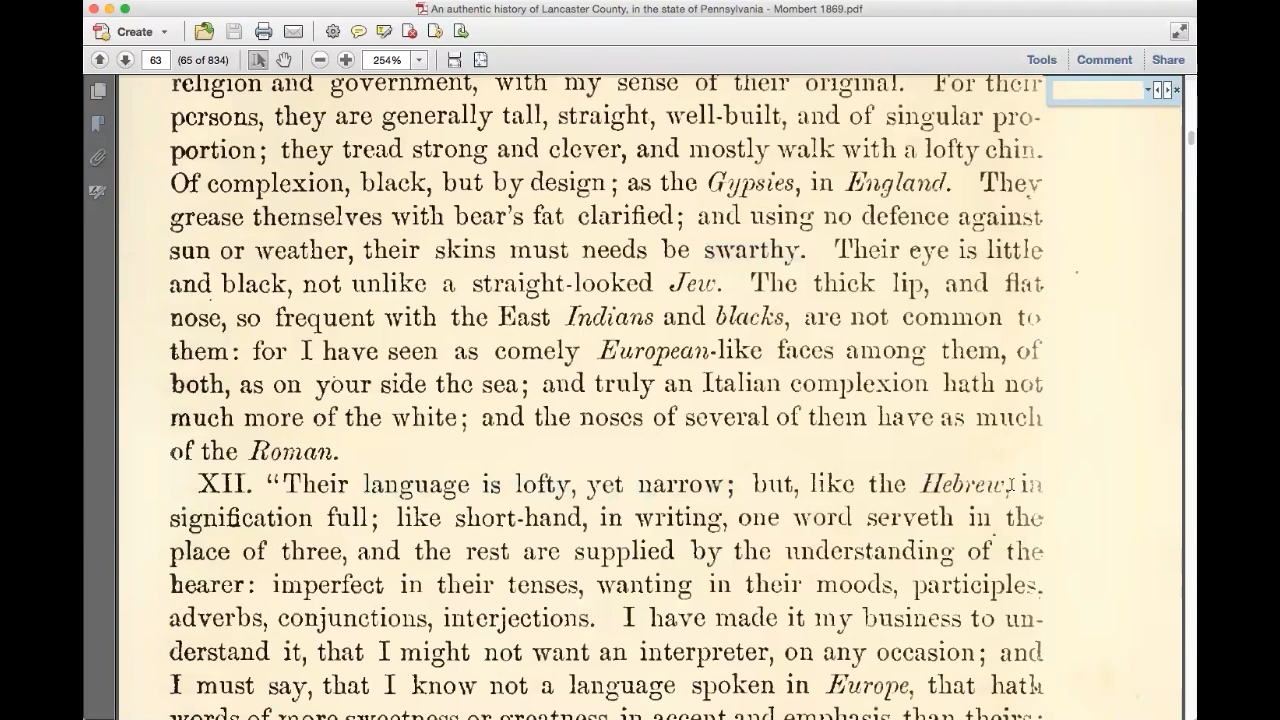 An authentic history of Lancaster County, in the state of Pennsylvania - Mombert 1869.pdf
Create
63 (65 of 834) 254% Tools Comment Share
religion and government, with my sense of their original. For their
persons, they are generally tall, straight, well-built, and of singular pro-
portion; they tread strong and clever, and mostly walk with a lofty chin.
Of complexion, black, but by design; as the Gypsies, in England. They
grease themselves with bear's fat clarified; and using no defence against
sun or weather, their skins must needs be swarthy. Their eye is little
and black, not unlike a straight-looked Jew. The thick lip, and flat
nose, so frequent with the East Indians and blacks, are not common to
them: for I have seen as comely European-like faces among them, of
both, as on your side the sea; and truly an Italian complexion hath not
much more of the white; and the noses of several of them have as much
of the Roman.
XII. "Their language is lofty, yet narrow; but, like the Hebrew, in
signification full; like short-hand, in writing, one word serveth in the
place of three, and the rest are supplied by the understanding of the
hearer: imperfect in their tenses, wanting in their moods, participles,
adverbs, conjunctions, interjections. I have made it my business to un-
derstand it, that I might not want an interpreter, on any occasion; and
I must say, that I know not a language spoken in Europe, that hath
words of more sweetness or greatness, in accent and emphasis, than theirs;